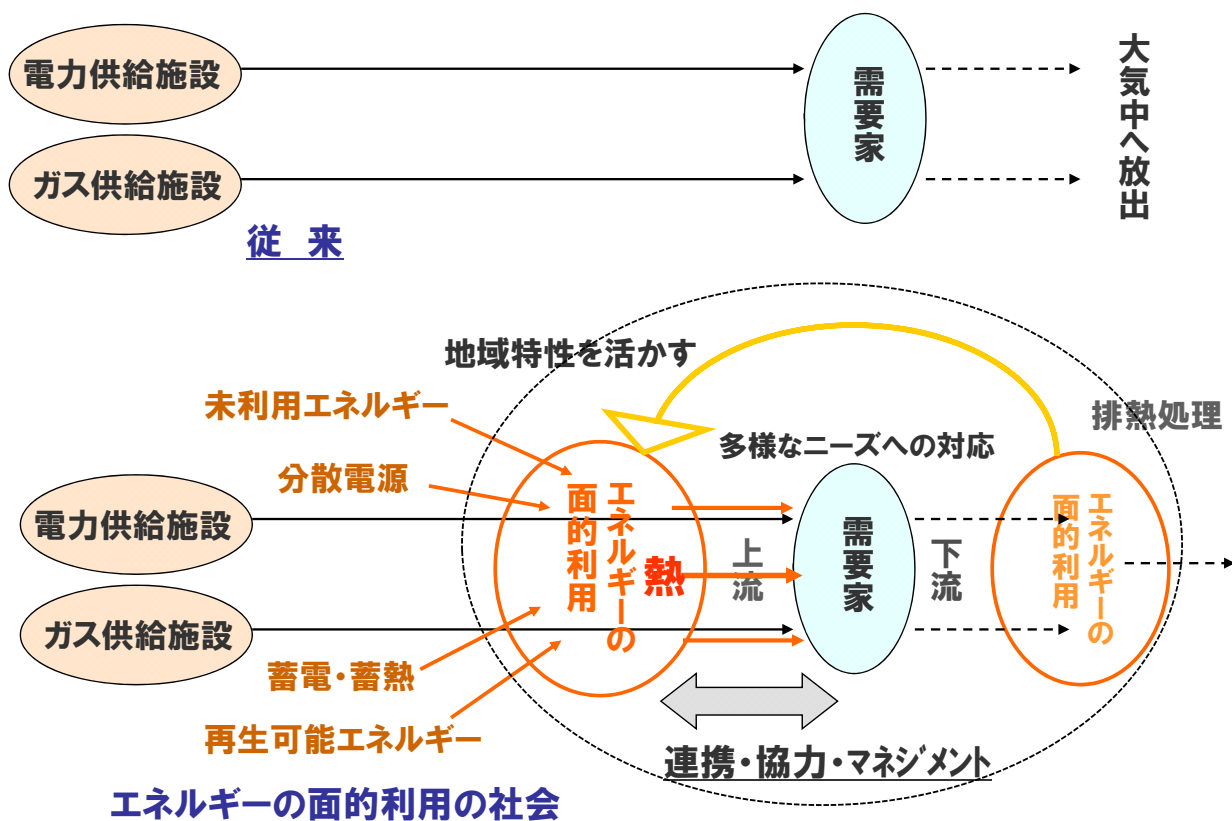 電力供給施設
ガス供給施設
需要家
大気中へ放出
従 来
地域特性を活かす
未利用エネルギー
排熱処理
多様なニーズへの対応
分散電源
電力供給施設
ガス供給施設
エネルギーの
面的利用
熱
上流
需要家
下流
エネルギーの
面的利用
蓄電・蓄熱
再生可能エネルギー
連携・協力・マネジメント
エネルギーの面的利用の社会